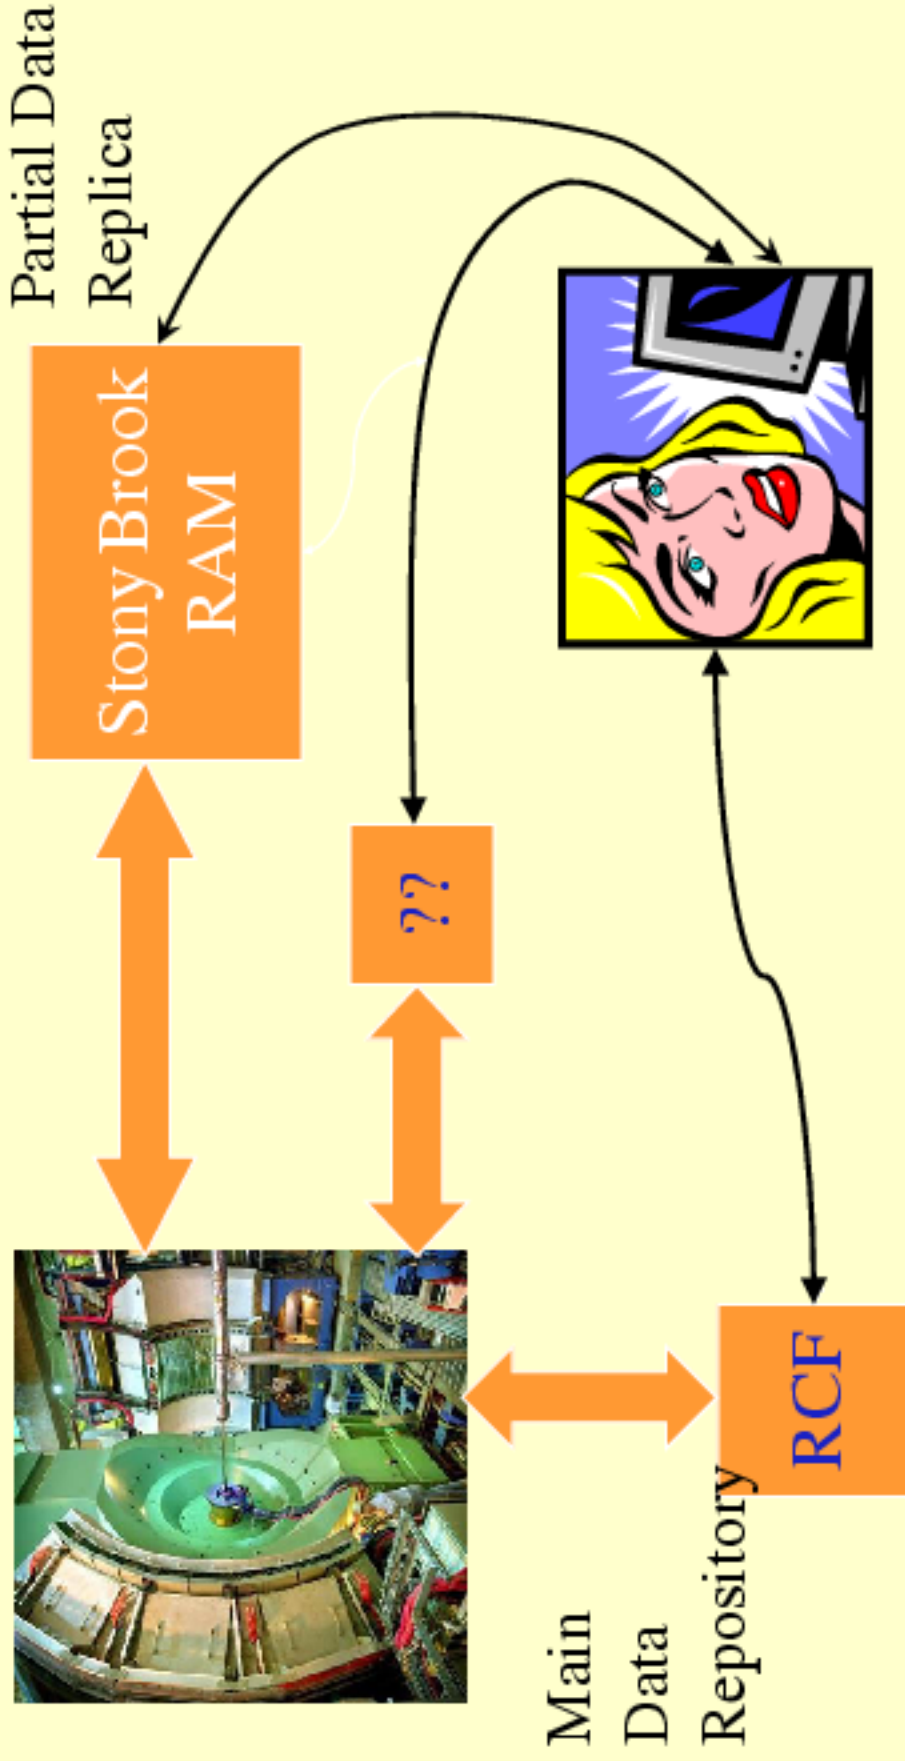 Partial Data
Replica
Stony Brook
RAM
??
Main
Data
Repository
RCF